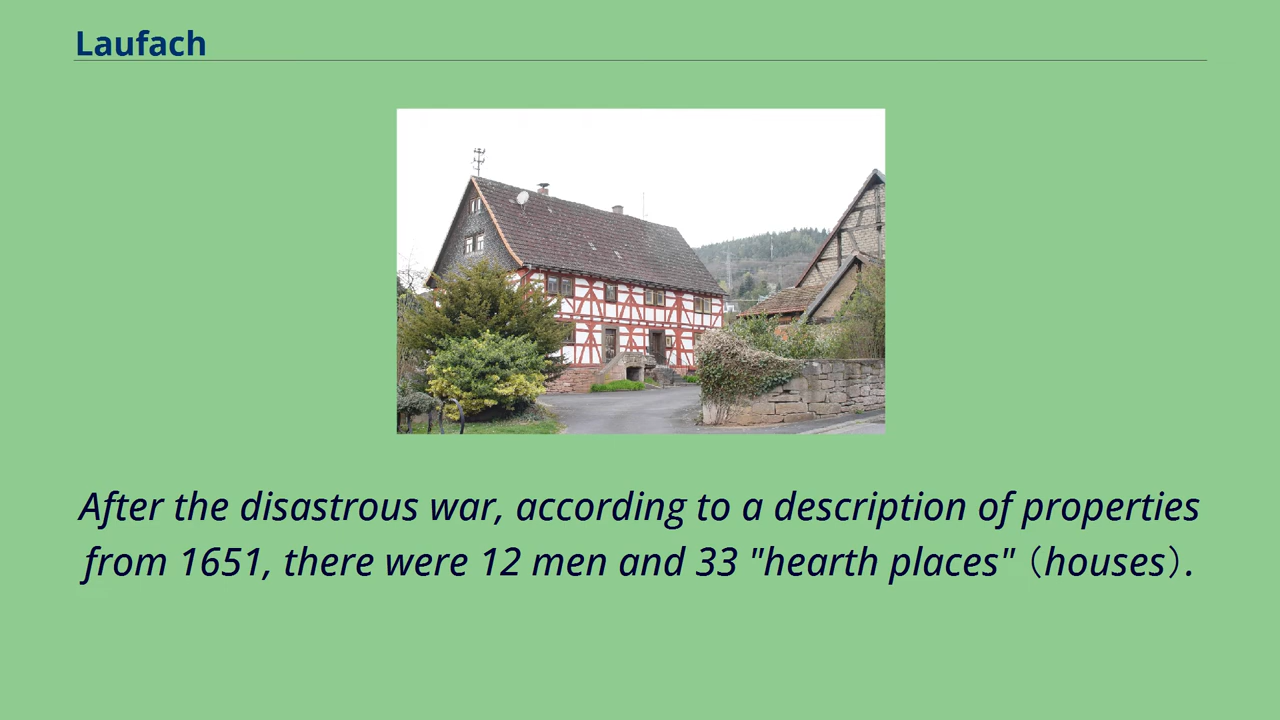 Laufach
After the disastrous war, according to a description of properties
from 1651, there were 12 men and 33 "hearth places"（houses）.